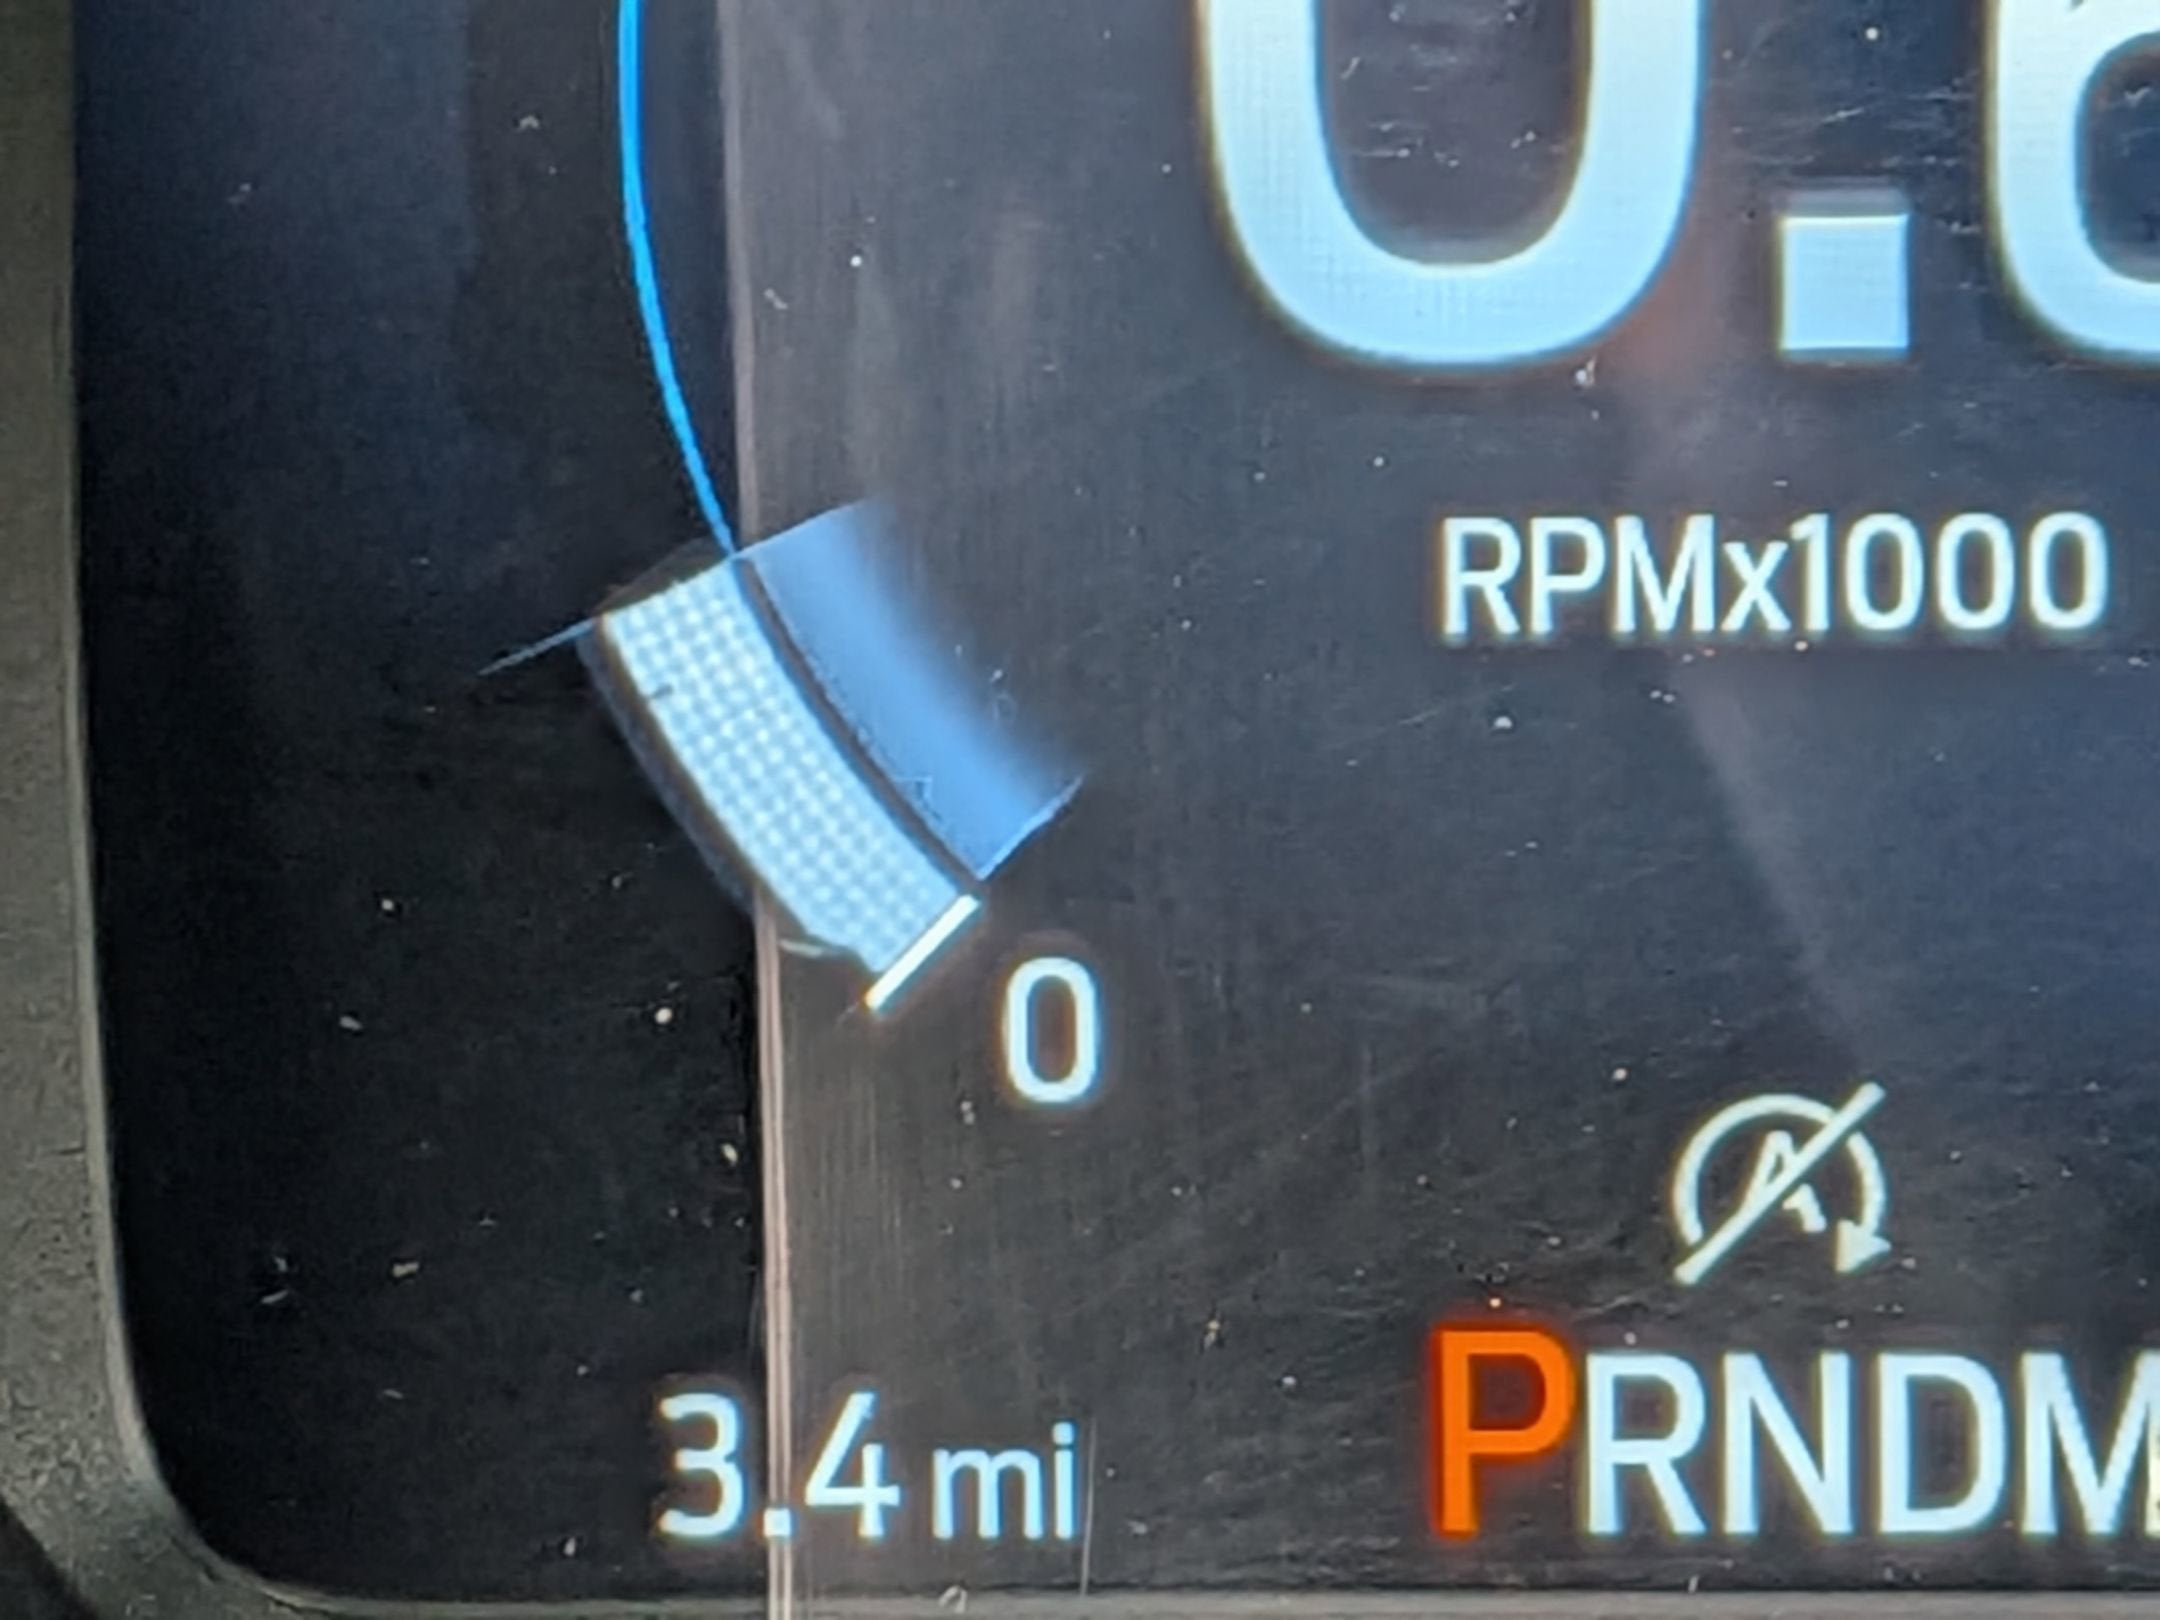 0.
RPMx1000
0
A
PRNDM
3.4 mi